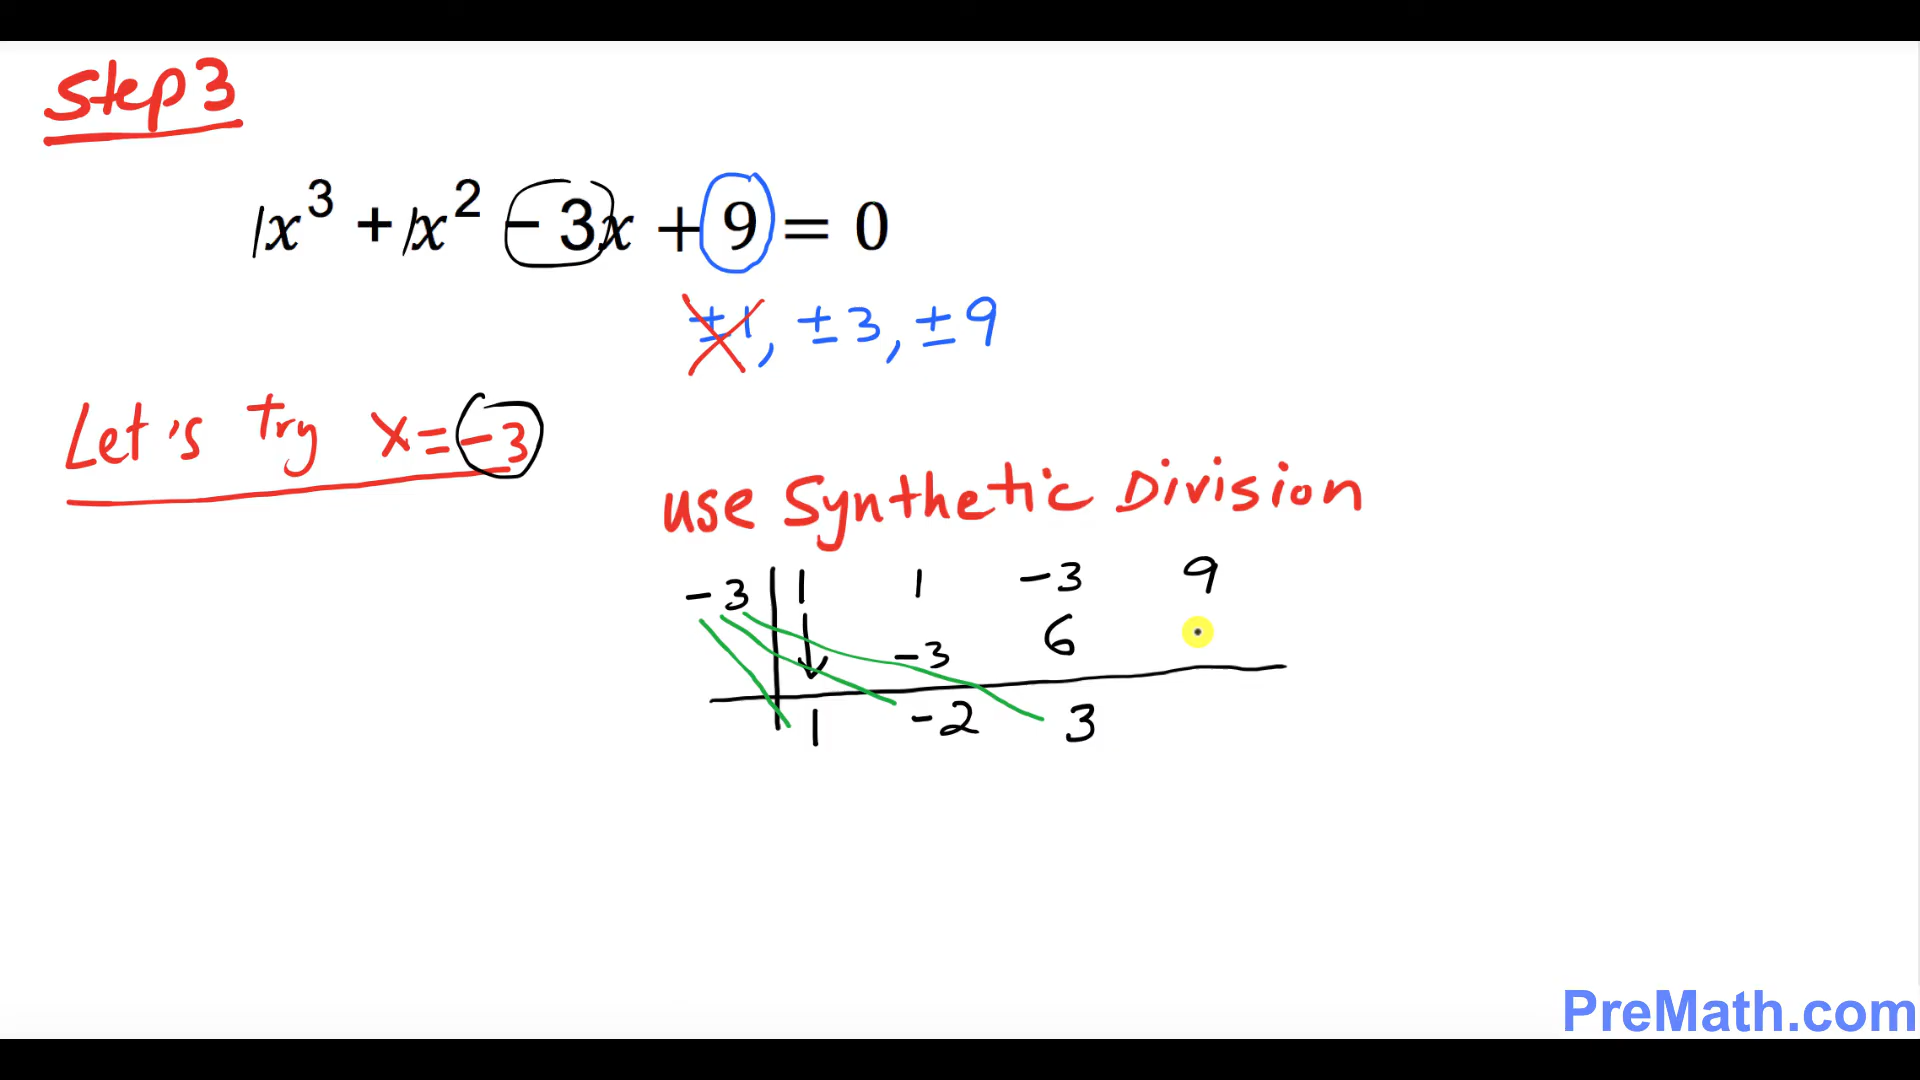 Step 3
1x³ + 1x² − 3x + 9 = 0
±1, ±3, ±9
Let's Try x = -3
use Synthetic Division
-3 | 1 1 -3 9
-3 6
1 -2 3
PreMath.com